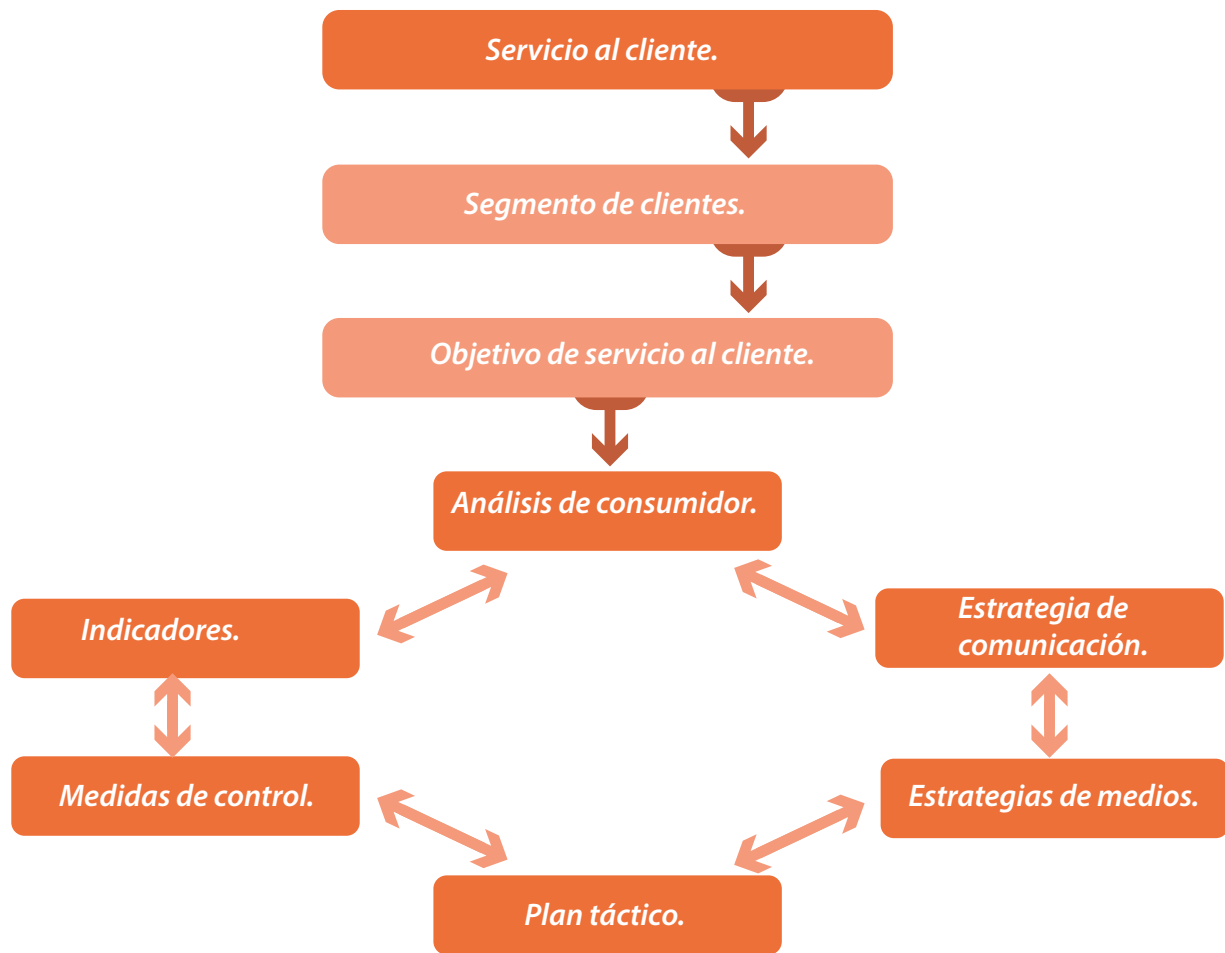 Servicio al cliente.
Segmento de clientes.
Objetivo de servicio al cliente.
Análisis de consumidor.
Indicadores.
Estrategia de
comunicación.
Medidas de control.
Estrategias de medios.
Plan táctico.